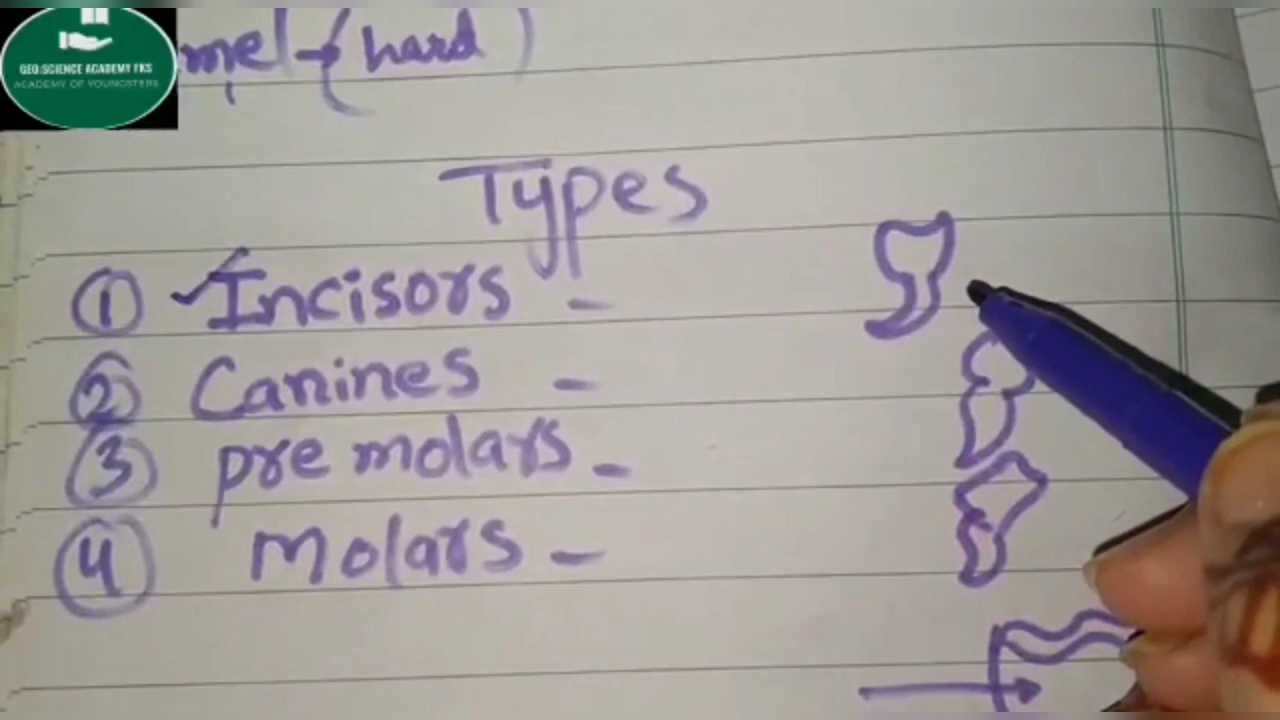 GEO:SCIENCE ACADEMY FKS
ACADEMY OF YOUNGSTERS
mel → (hard)
Types
① ✓Incisors -
② Canines -
③ pre molars -
④ Molars -